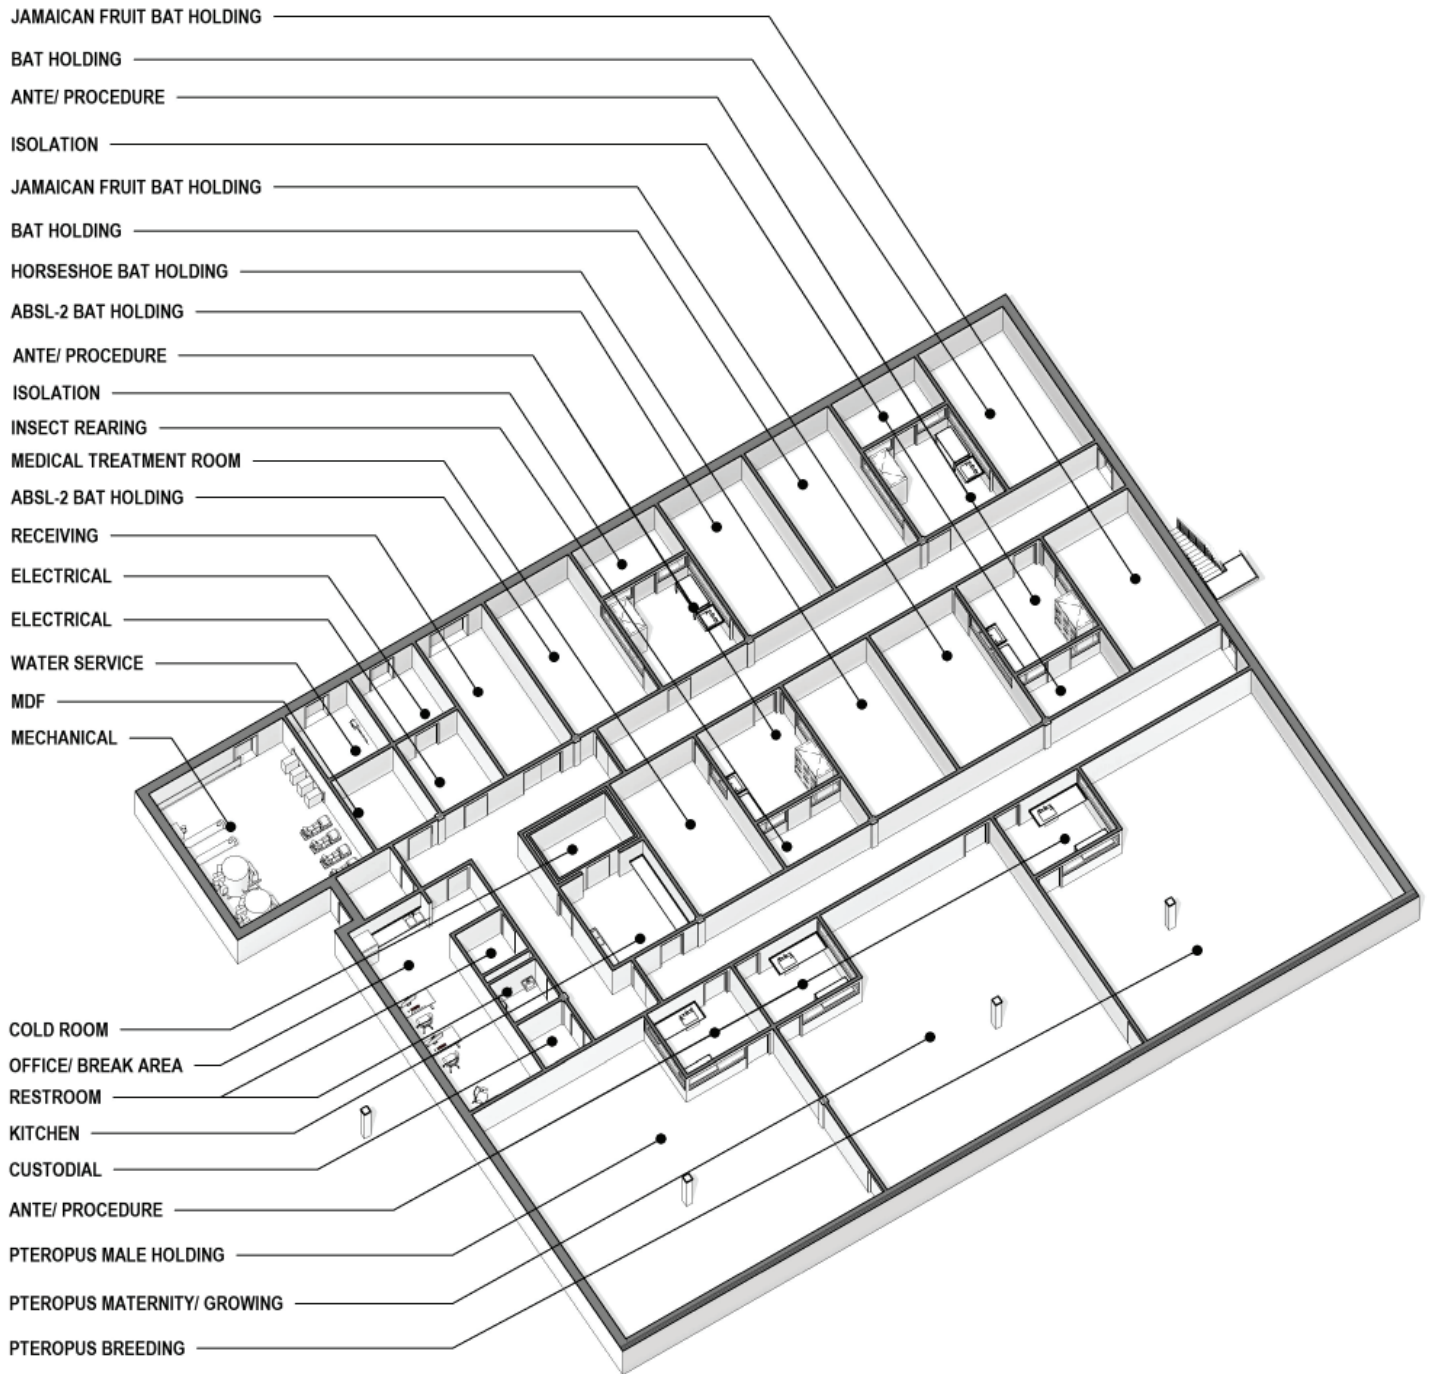 JAMAICAN FRUIT BAT HOLDING
BAT HOLDING
ANTE/ PROCEDURE
ISOLATION
JAMAICAN FRUIT BAT HOLDING
BAT HOLDING
HORSESHOE BAT HOLDING
ABSL-2 BAT HOLDING
ANTE/ PROCEDURE
ISOLATION
INSECT REARING
MEDICAL TREATMENT ROOM
ABSL-2 BAT HOLDING
RECEIVING
ELECTRICAL
ELECTRICAL
WATER SERVICE
MDF
MECHANICAL
COLD ROOM
OFFICE/ BREAK AREA
RESTROOM
KITCHEN
CUSTODIAL
ANTE/ PROCEDURE
PTEROPUS MALE HOLDING
PTEROPUS MATERNITY/ GROWING
PTEROPUS BREEDING